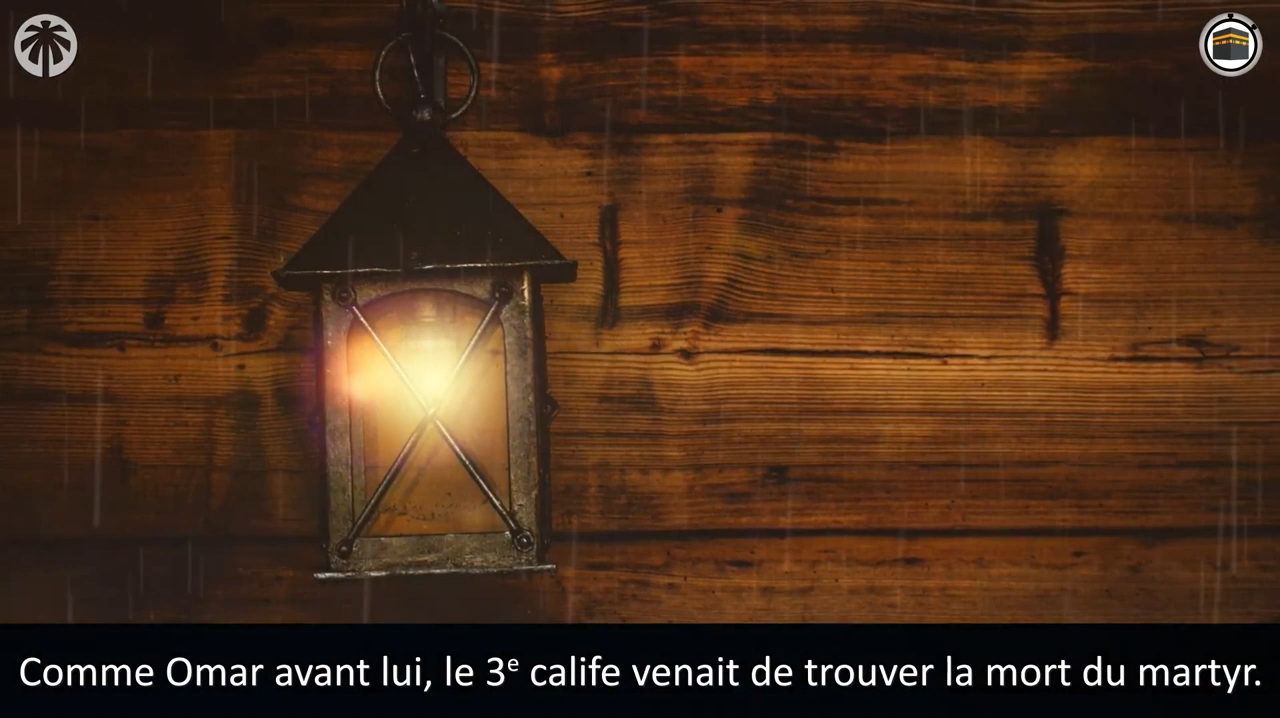 Comme Omar avant lui, le 3ᵉ calife venait de trouver la mort du martyr.